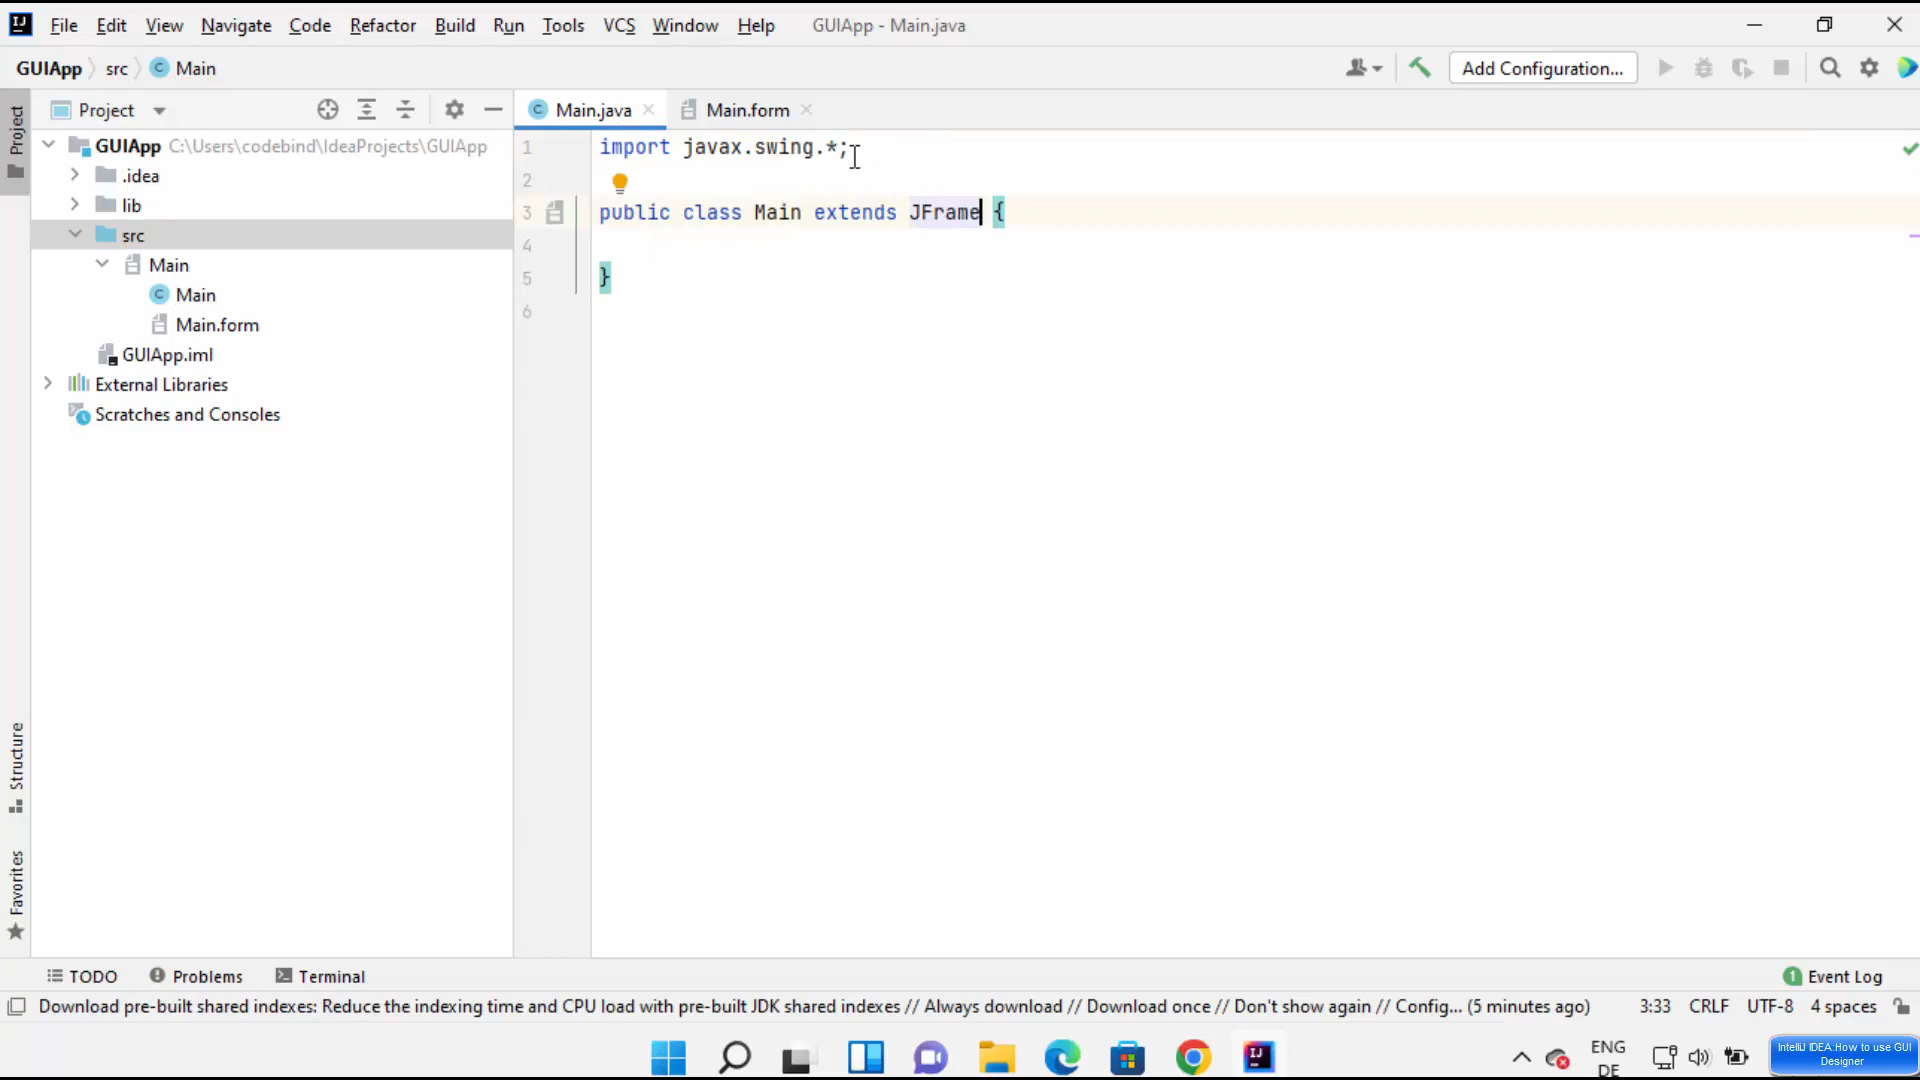 File Edit View Navigate Code Refactor Build Run Tools VCS Window Help GUIApp - Main.java
GUIApp src Main Add Configuration...
Project Main.java Main.form
GUIApp C:\Users\codebind\IdeaProjects\GUIApp
.idea
lib
src
Main
Main
Main.form
GUIApp.iml
External Libraries
Scratches and Consoles
1 import javax.swing.*;
2
3 public class Main extends JFrame {
4
5 }
6
Project
Structure
Favorites
TODO Problems Terminal 1 Event Log
Download pre-built shared indexes: Reduce the indexing time and CPU load with pre-built JDK shared indexes // Always download // Download once // Don't show again // Config... (5 minutes ago) 3:33 CRLF UTF-8 4 spaces
ENG
DE
IntelliJ IDEA:How to use GUI
Designer